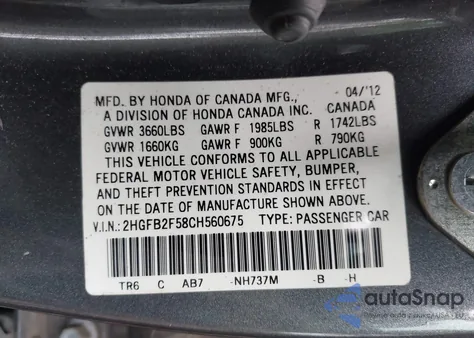 MFD. BY HONDA OF CANADA MFG., 04/'12
A DIVISION OF HONDA CANADA INC. CANADA
GVWR 3660LBS GAWR F 1985LBS R 1742LBS
GVWR 1660KG GAWR F 900KG R 790KG
THIS VEHICLE CONFORMS TO ALL APPLICABLE
FEDERAL MOTOR VEHICLE SAFETY, BUMPER,
AND THEFT PREVENTION STANDARDS IN EFFECT
ON THE DATE OF MANUFACTURE SHOWN ABOVE.
V.I.N.: 2HGFB2F58CH560675 TYPE: PASSENGER CAR
TR6 C AB7 -NH737M -B -H
autoSnap